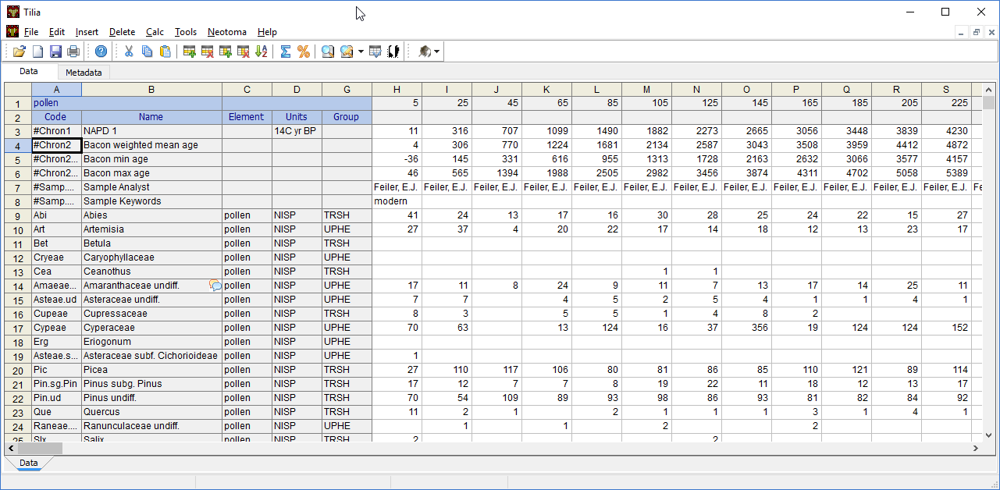 Tilia
File Edit Insert Delete Calc Tools Neotoma Help
Data Metadata
A B C D G H I J K L M N O P Q R S
1 pollen 5 25 45 65 85 105 125 145 165 185 205 225
2 Code Name Element Units Group
3 #Chron1 NAPD 1 14C yr BP 11 316 707 1099 1490 1882 2273 2665 3056 3448 3839 4230
4 #Chron2 Bacon weighted mean age 4 306 770 1224 1681 2134 2587 3043 3508 3959 4412 4872
5 #Chron2... Bacon min age -36 145 331 616 955 1313 1728 2163 2632 3066 3577 4157
6 #Chron2... Bacon max age 46 565 1394 1988 2505 2982 3456 3874 4311 4702 5058 5389
7 #Samp.... Sample Analyst Feiler, E.J. Feiler, E.J. Feiler, E.J. Feiler, E.J. Feiler, E.J. Feiler, E.J. Feiler, E.J. Feiler, E.J. Feiler, E.J. Feiler, E.J. Feiler, E.J. Feiler, E.J. Fe
8 #Samp.... Sample Keywords modern
9 Abi Abies pollen NISP TRSH 41 24 13 17 16 30 28 25 24 22 15 27
10 Art Artemisia pollen NISP UPHE 27 37 4 20 22 17 14 18 12 13 23 17
11 Bet Betula pollen NISP TRSH
12 Cryeae Caryophyllaceae pollen NISP UPHE
13 Cea Ceanothus pollen NISP TRSH 1 1
14 Amaeae... Amaranthaceae undiff. pollen NISP UPHE 17 11 8 24 9 11 7 13 17 14 25 11
15 Asteae.ud Asteraceae undiff. pollen NISP UPHE 7 7 4 5 2 5 4 1 1 4 1
16 Cupeae Cupressaceae pollen NISP TRSH 8 3 5 5 1 4 8 2
17 Cypeae Cyperaceae pollen NISP UPHE 70 63 13 124 16 37 356 19 124 124 152
18 Erg Eriogonum pollen NISP UPHE
19 Asteae.s... Asteraceae subf. Cichorioideae pollen NISP UPHE 1
20 Pic Picea pollen NISP TRSH 27 110 117 106 80 81 86 85 110 121 89 114
21 Pin.sg.Pin Pinus subg. Pinus pollen NISP TRSH 17 12 7 7 8 19 22 11 18 12 13 17
22 Pin.ud Pinus undiff. pollen NISP TRSH 70 54 109 89 93 98 86 93 81 82 84 92
23 Que Quercus pollen NISP TRSH 11 2 1 2 1 1 1 3 1 4 1
24 Raneae.... Ranunculaceae undiff. pollen NISP UPHE 1 1 2 2
25 Slx Salix pollen NISP TRSH 2 2
Data